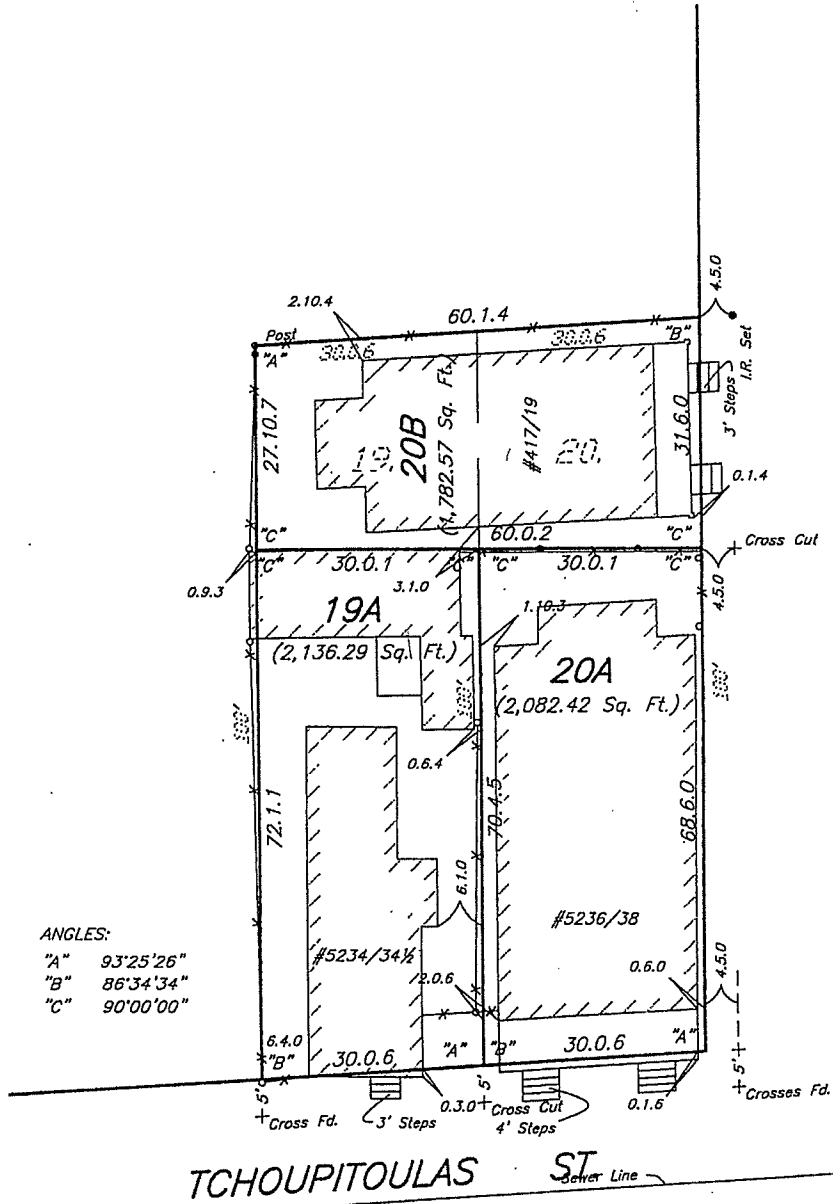 4.5.0
2.10.4
60.1.4
Post
"A"
30.0.6
30.0.6
"B"
I.R. Set
3' Steps
27.10.7
19.
20B
(1,782.57 Sq. Ft.)
#417/19
20.
31.6.0
0.1.4
"C"
60.0.2
"C"
Cross Cut
"C"
30.0.1
"C"
"C"
30.0.1
"C"
0.9.3
3.1.0
4.5.0
19A
1.10.3
(2,136.29 Sq. Ft.)
20A
(2,082.42 Sq. Ft.)
100'
100'
100'
0.6.4
72.1.1
70.4.5
68.6.0
6.1.0
ANGLES:
"A" 93°25'26"
"B" 86°34'34"
"C" 90°00'00"
#5234/34½
#5236/38
2.0.6
0.6.0
4.5.0
6.4.0
"B"
30.0.6
"A"
"B"
30.0.6
"A"
5'
Cross Fd.
3' Steps
0.3.0
5'
Cross Cut
4' Steps
0.1.6
5'
Crosses Fd.
TCHOUPITOULAS ST.
Sewer Line